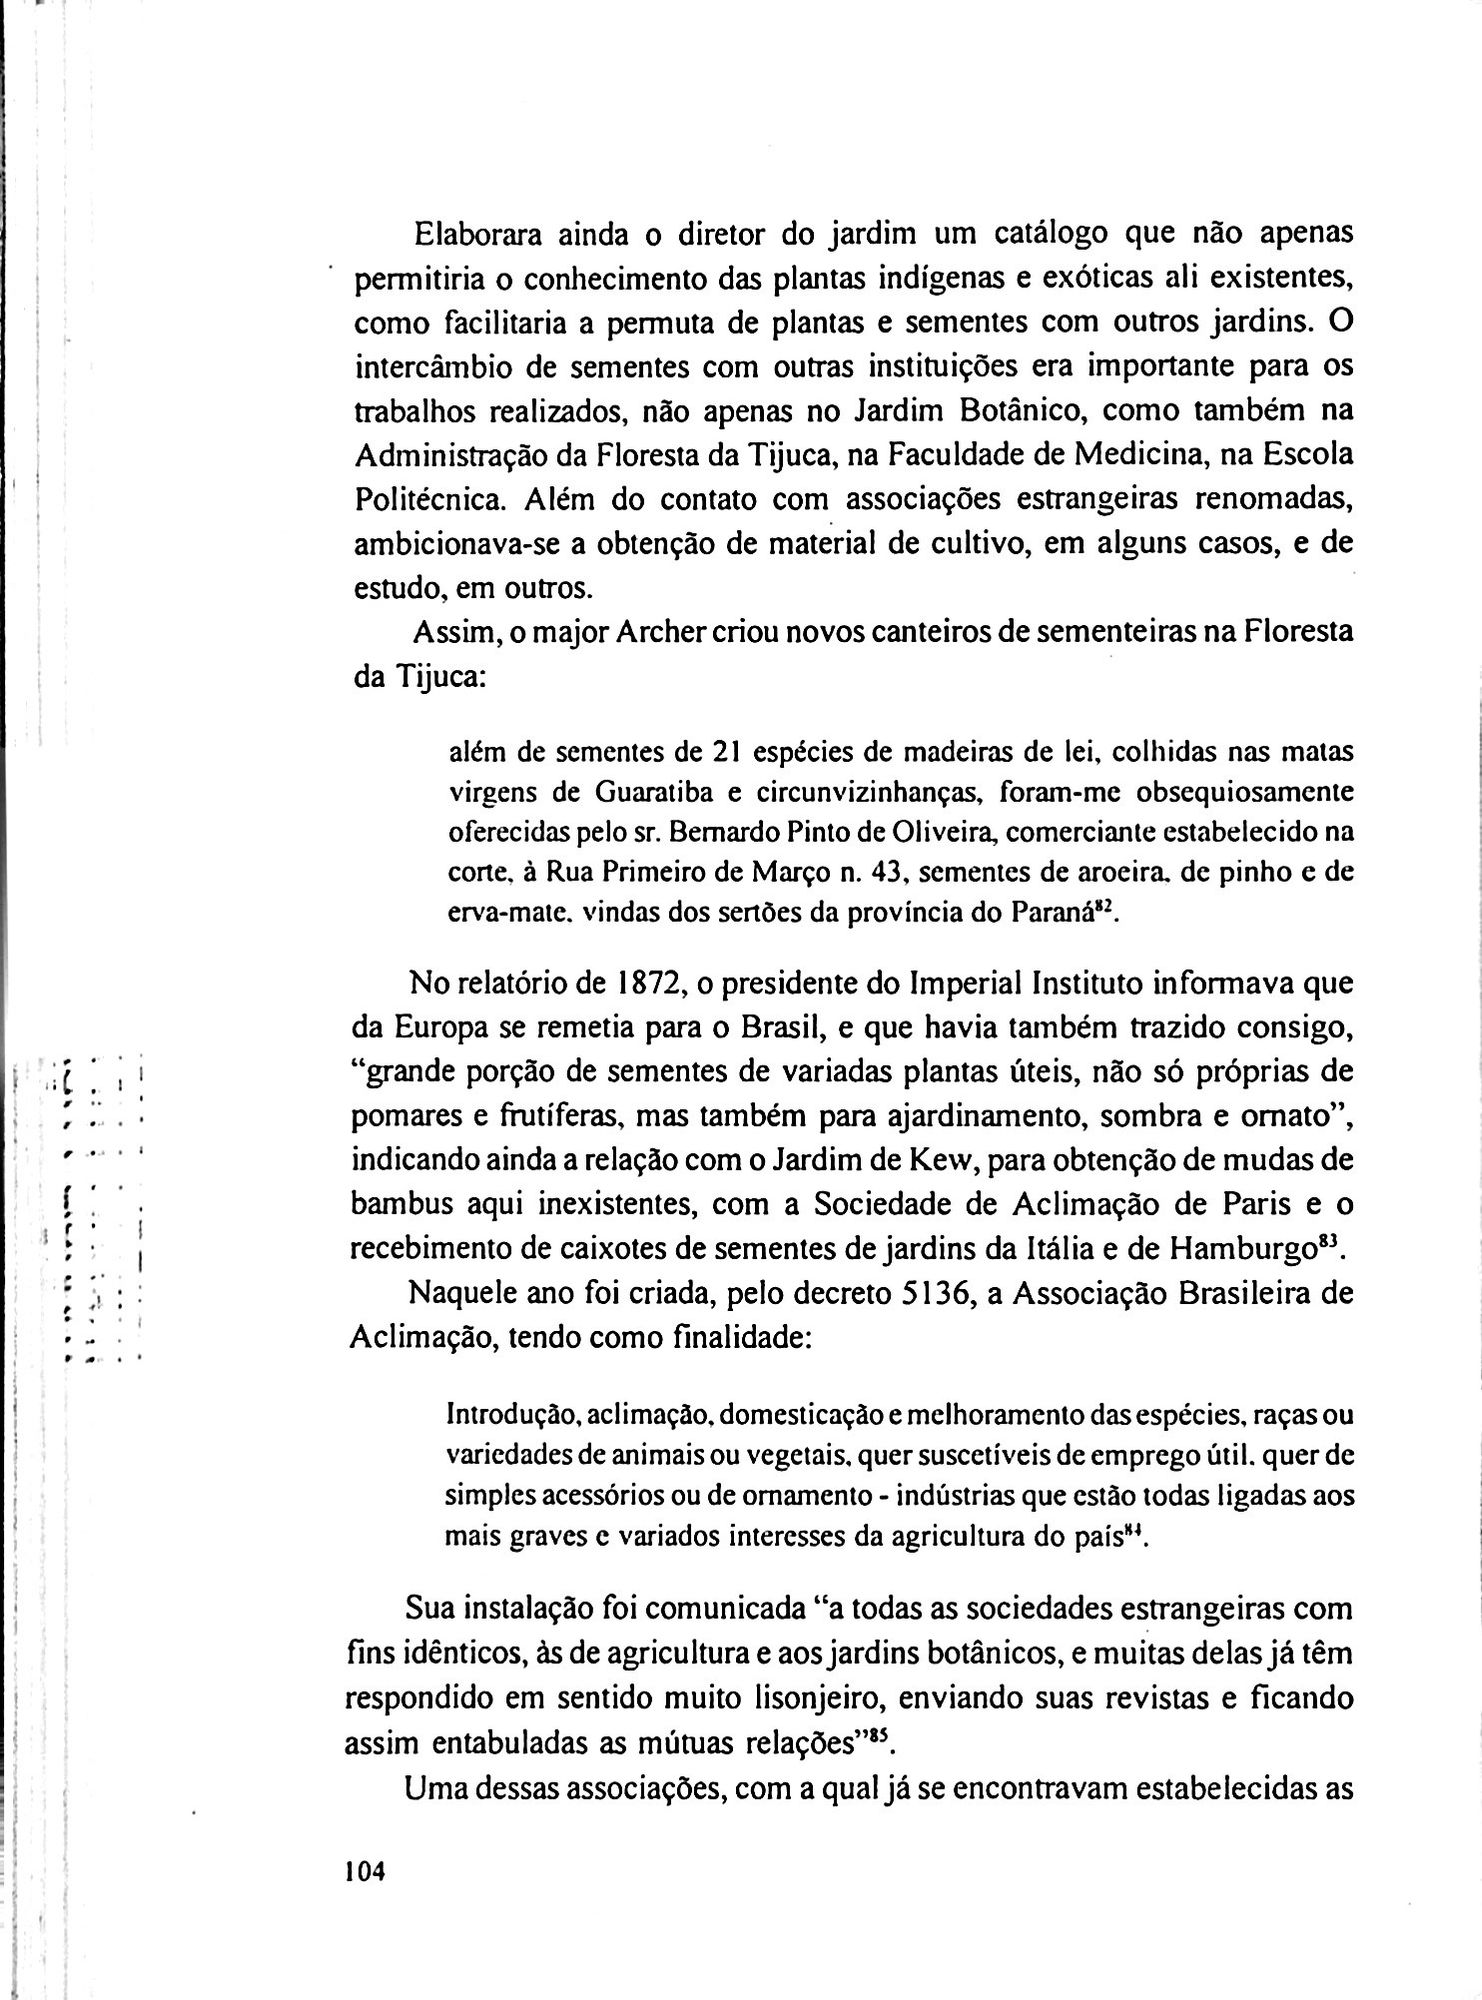 Elaborara ainda o diretor do jardim um catálogo que não apenas
permitiria o conhecimento das plantas indígenas e exóticas ali existentes,
como facilitaria a permuta de plantas e sementes com outros jardins. O
intercâmbio de sementes com outras instituições era importante para os
trabalhos realizados, não apenas no Jardim Botânico, como também na
Administração da Floresta da Tijuca, na Faculdade de Medicina, na Escola
Politécnica. Além do contato com associações estrangeiras renomadas,
ambicionava-se a obtenção de material de cultivo, em alguns casos, e de
estudo, em outros.
Assim, o major Archer criou novos canteiros de sementeiras na Floresta
da Tijuca:
além de sementes de 21 espécies de madeiras de lei, colhidas nas matas
virgens de Guaratiba e circunvizinhanças, foram-me obsequiosamente
oferecidas pelo sr. Bernardo Pinto de Oliveira, comerciante estabelecido na
corte, à Rua Primeiro de Março n. 43, sementes de aroeira, de pinho e de
erva-mate, vindas dos sertões da província do Paraná⁸².
No relatório de 1872, o presidente do Imperial Instituto informava que
da Europa se remetia para o Brasil, e que havia também trazido consigo,
“grande porção de sementes de variadas plantas úteis, não só próprias de
pomares e frutíferas, mas também para ajardinamento, sombra e ornato”,
indicando ainda a relação com o Jardim de Kew, para obtenção de mudas de
bambus aqui inexistentes, com a Sociedade de Aclimação de Paris e o
recebimento de caixotes de sementes de jardins da Itália e de Hamburgo⁸³.
Naquele ano foi criada, pelo decreto 5136, a Associação Brasileira de
Aclimação, tendo como finalidade:
Introdução, aclimação, domesticação e melhoramento das espécies, raças ou
variedades de animais ou vegetais, quer suscetíveis de emprego útil, quer de
simples acessórios ou de ornamento - indústrias que estão todas ligadas aos
mais graves e variados interesses da agricultura do país⁸⁴.
Sua instalação foi comunicada “a todas as sociedades estrangeiras com
fins idênticos, às de agricultura e aos jardins botânicos, e muitas delas já têm
respondido em sentido muito lisonjeiro, enviando suas revistas e ficando
assim entabuladas as mútuas relações”⁸⁵.
Uma dessas associações, com a qual já se encontravam estabelecidas as
104